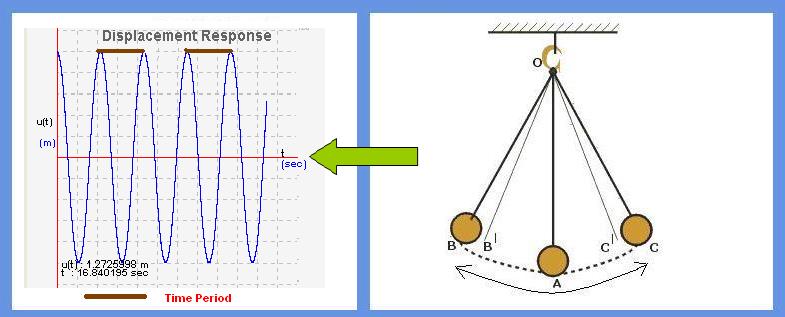 Displacement Response
u(t)
(m)
t
(sec)
u(t) : 1.2725998 m
t : 16.840195 sec
Time Period
O
B B|
C| C
A